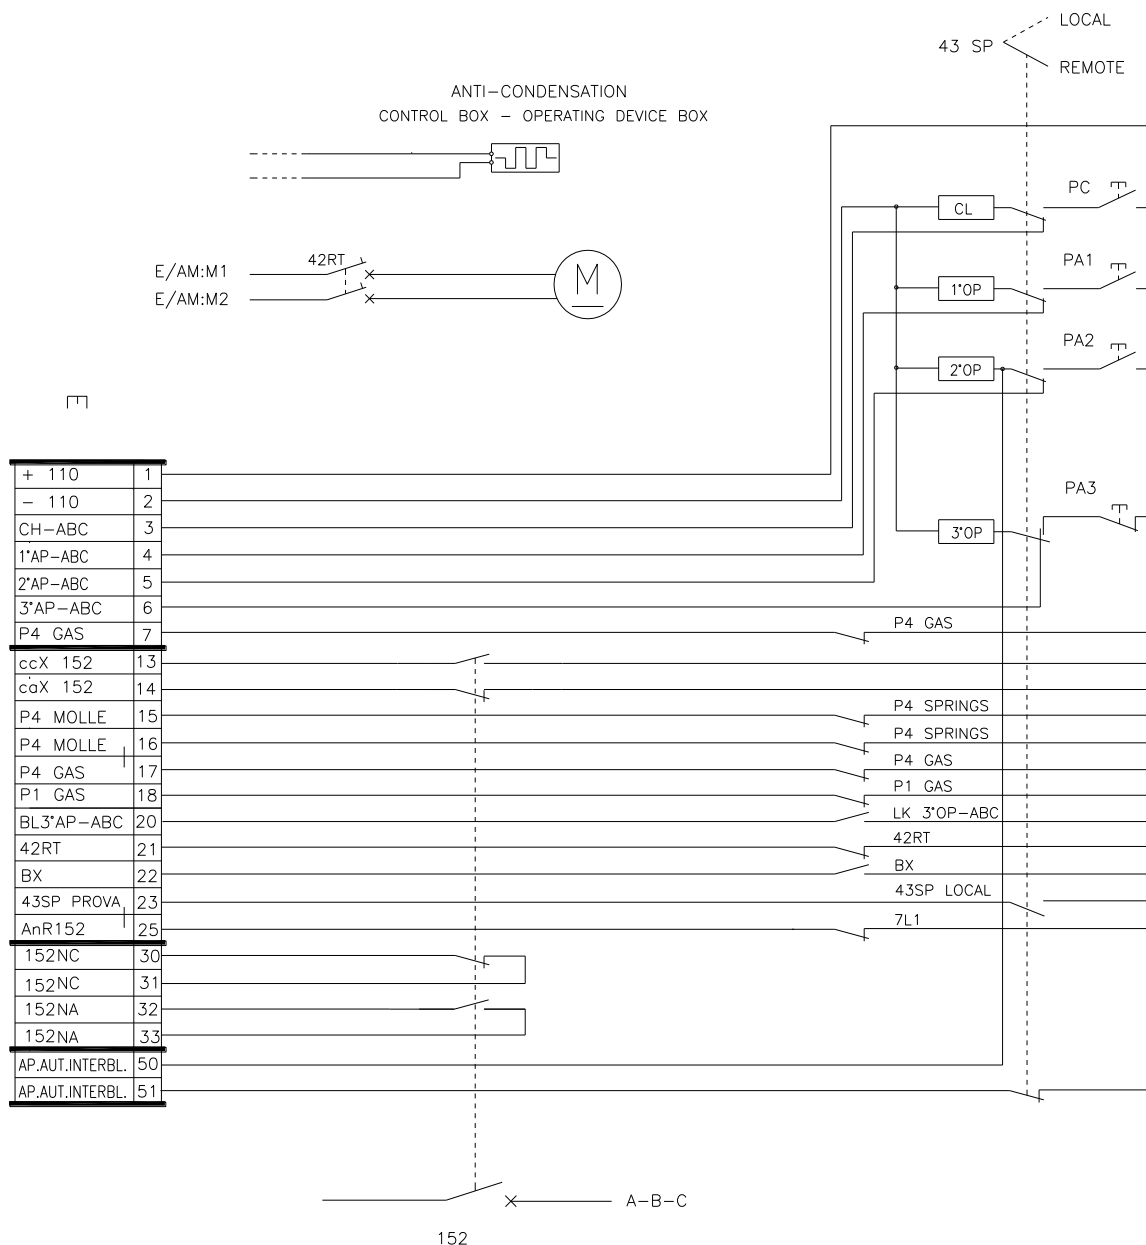 LOCAL
43 SP
REMOTE
ANTI-CONDENSATION
CONTROL BOX - OPERATING DEVICE BOX
PC
CL
E/AM:M1
42RT
M
E/AM:M2
PA1
1°OP
PA2
2°OP
PA3
3°OP
+ 110 1
- 110 2
CH-ABC 3
1°AP-ABC 4
2°AP-ABC 5
3°AP-ABC 6
P4 GAS 7 P4 GAS
ccX 152 13
caX 152 14
P4 MOLLE 15 P4 SPRINGS
P4 MOLLE 16 P4 SPRINGS
P4 GAS 17 P4 GAS
P1 GAS 18 P1 GAS
BL3°AP-ABC 20 LK 3°OP-ABC
42RT 21 42RT
BX 22 BX
43SP PROVA 23 43SP LOCAL
AnR152 25 7L1
152NC 30
152NC 31
152NA 32
152NA 33
AP.AUT.INTERBL. 50
AP.AUT.INTERBL. 51
A-B-C
152